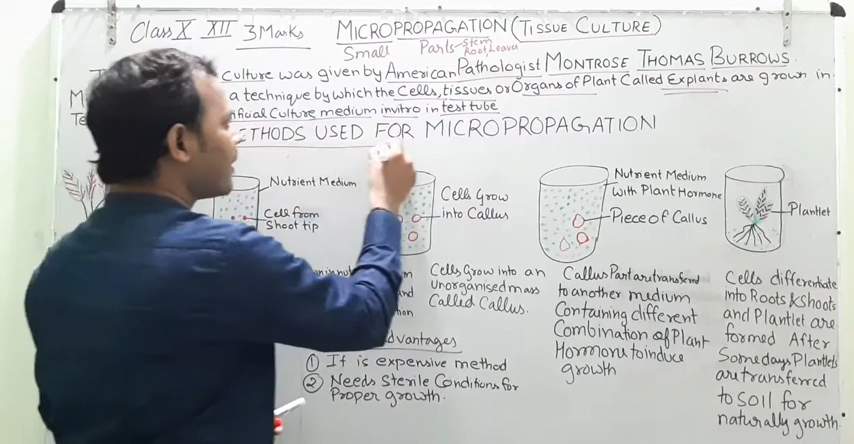 Class X XII 3 Marks
MICROPROPAGATION (TISSUE CULTURE)
Small Parts Stem
Root Leaves
culture was given by American Pathologist MONTROSE THOMAS BURROWS
a technique by which the Cells, tissues or Organs of Plant Called Explants are grown in
Culture medium invitro in test tube
METHODS USED FOR MICROPROPAGATION
Nutrient Medium
Cell from
Shoot tip
Cells Grow
into Callus
Nutrient Medium
with Plant Hormone
Piece of Callus
Plantlet
Cells Grow into an
unorganised mass
Called Callus.
Callus Part are transferred
to another medium
Containing different
Combination of Plant
Hormone to induce
growth
Cells differentiate
into Roots & Shoots
and Plantlet are
formed After
Somedays Plantlets
are transferred
to Soil for
naturally growth.
advantages
① It is expensive method
② Needs Sterile Conditions for
Proper growth.